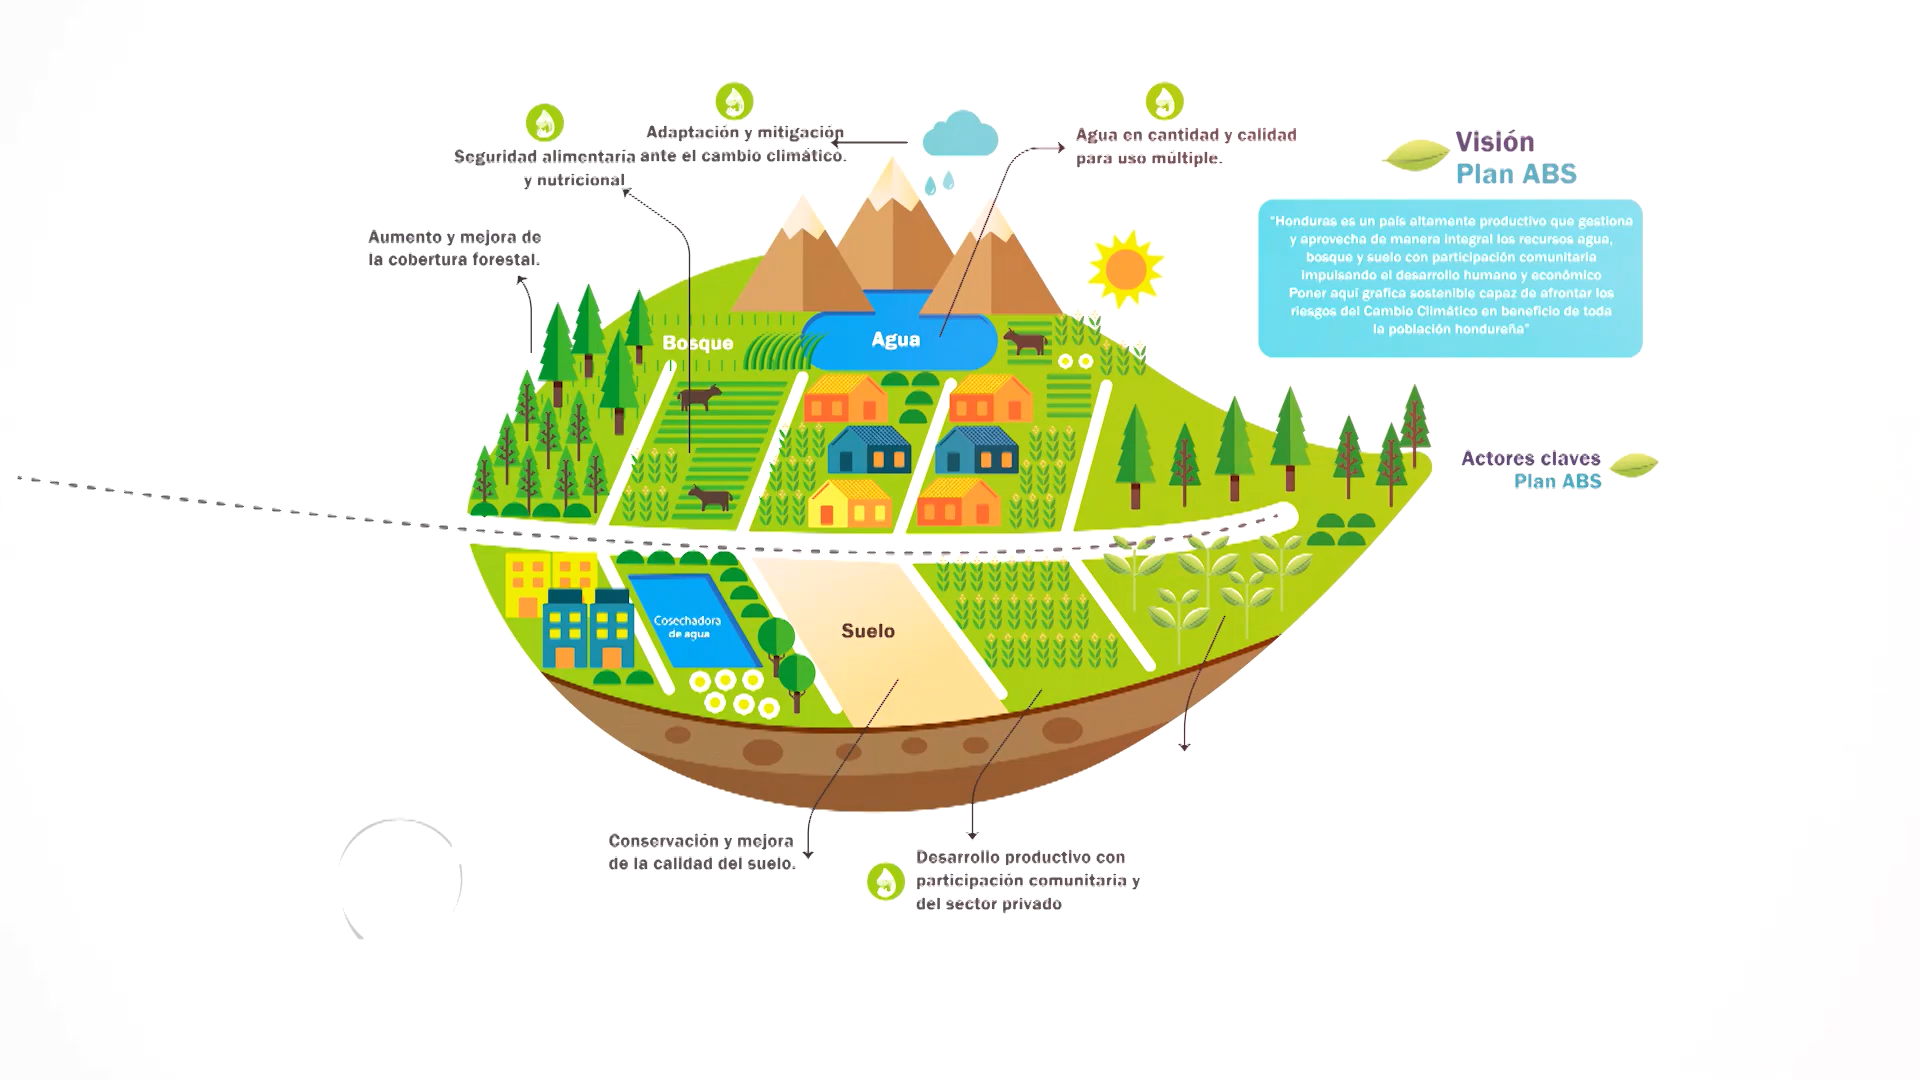 Adaptación y mitigación
ante el cambio climático.
Seguridad alimentaria
y nutricional
Agua en cantidad y calidad
para uso múltiple.
Aumento y mejora de
la cobertura forestal.
Visión
Plan ABS
"Honduras es un país altamente productivo que gestiona
y aprovecha de manera integral los recursos agua,
bosque y suelo con participación comunitaria
impulsando el desarrollo humano y económico
Poner aquí grafica sostenible capaz de afrontar los
riesgos del Cambio Climático en beneficio de toda
la población hondureña"
Bosque
Agua
Actores claves
Plan ABS
Cosechadora
de agua
Suelo
Conservación y mejora
de la calidad del suelo.
Desarrollo productivo con
participación comunitaria y
del sector privado